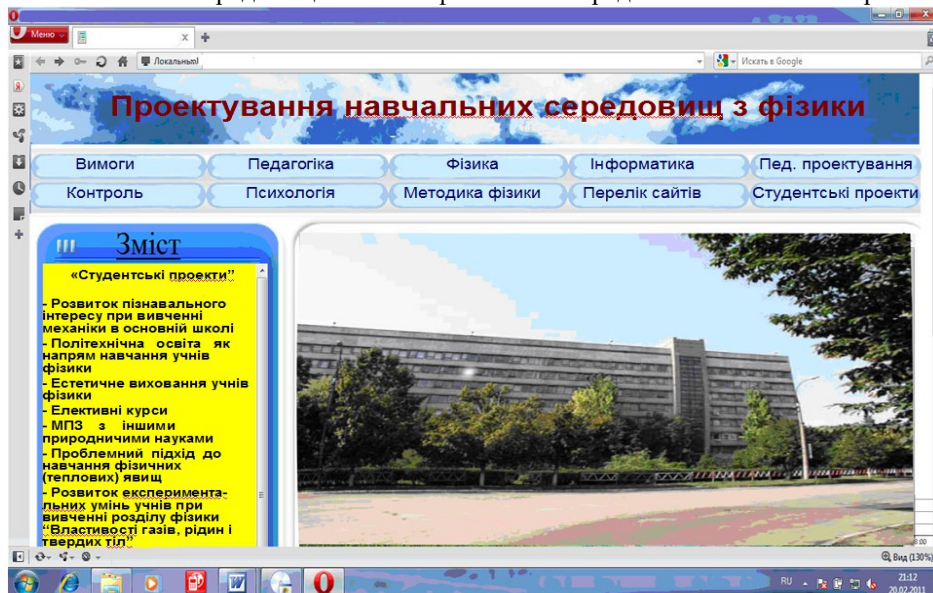 Меню
Локальный
Искать в Google
Проектування навчальних середовищ з фізики
Вимоги Педагогіка Фізика Інформатика Пед. проектування
Контроль Психологія Методика фізики Перелік сайтів Студентські проекти
Зміст
«Студентські проекти”
- Розвиток пізнавального
інтересу при вивченні
механіки в основній школі
- Політехнічна освіта як
напрям навчання учнів
фізики
- Естетичне виховання учнів
фізики
- Елективні курси
- МПЗ з іншими
природничими науками
- Проблемний підхід до
навчання фізичних
(теплових) явищ
- Розвиток експеримента-
льних умінь учнів при
вивченні розділу фізики
“Властивості газів, рідин і
твердих тіл”
Вид (130%)
RU
21:12
20.02.2011